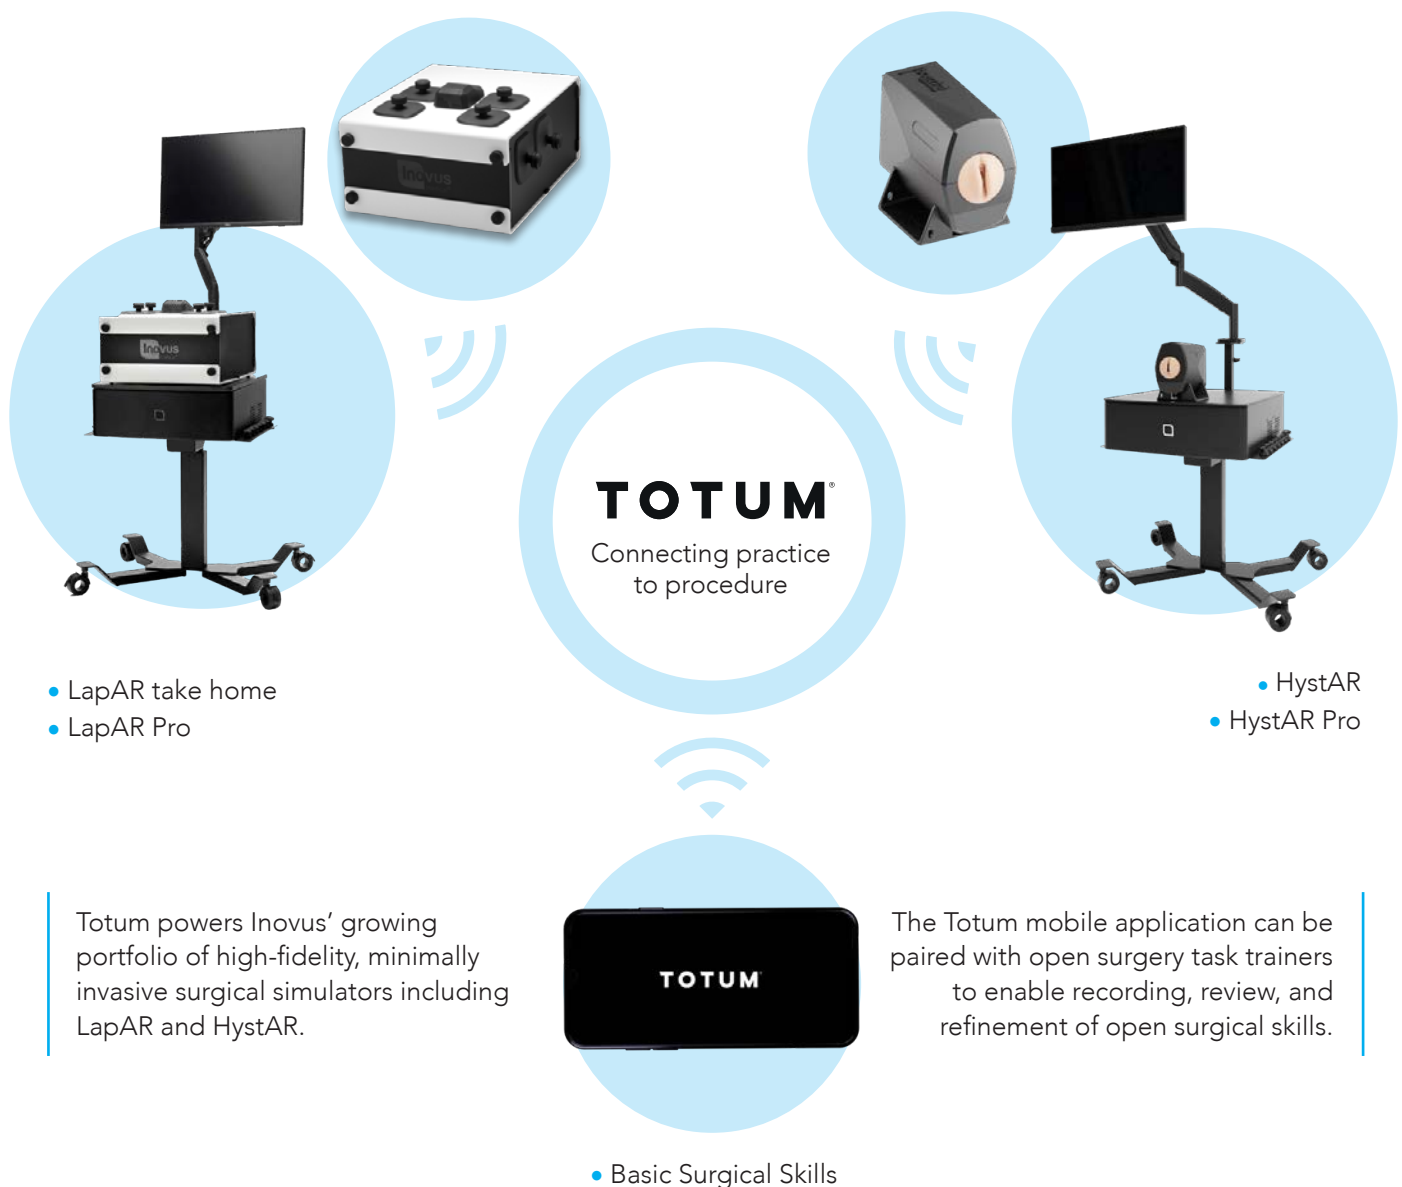 Inovus
Inovus
TOTUM®
Connecting practice
to procedure
• LapAR take home
• LapAR Pro
• HystAR
• HystAR Pro
Totum powers Inovus’ growing
portfolio of high-fidelity, minimally
invasive surgical simulators including
LapAR and HystAR.
TOTUM
The Totum mobile application can be
paired with open surgery task trainers
to enable recording, review, and
refinement of open surgical skills.
• Basic Surgical Skills